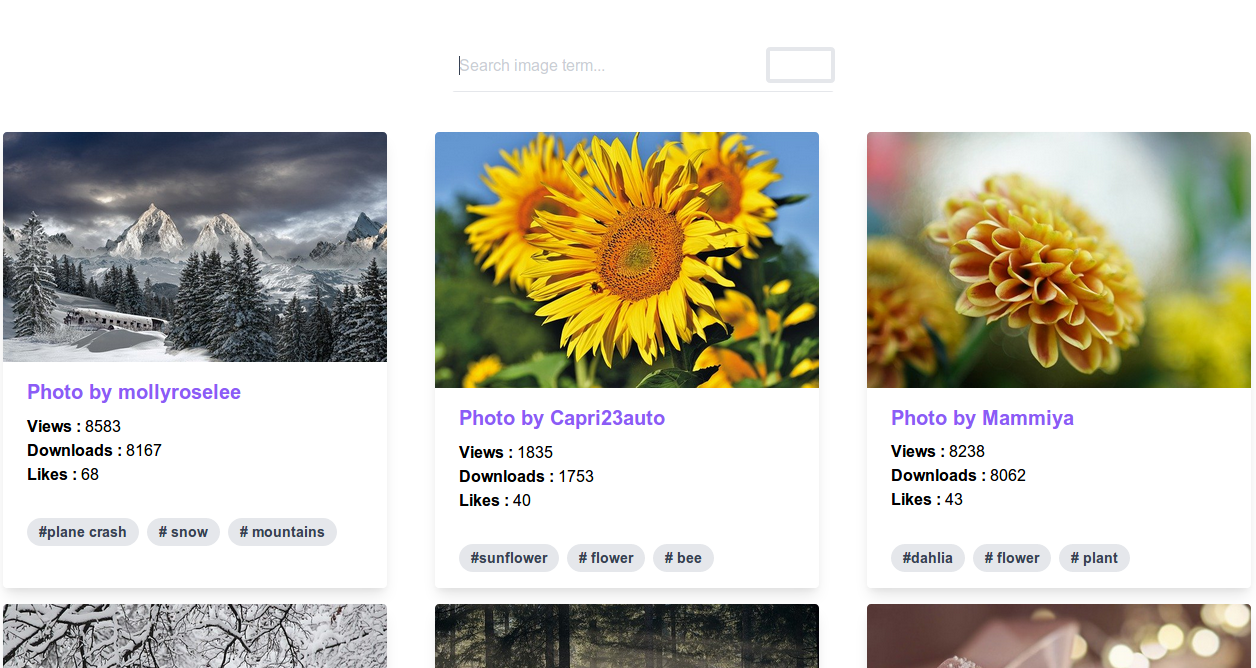 Search image term...
Photo by mollyroselee
Views : 8583
Downloads : 8167
Likes : 68
#plane crash # snow # mountains
Photo by Capri23auto
Views : 1835
Downloads : 1753
Likes : 40
#sunflower # flower # bee
Photo by Mammiya
Views : 8238
Downloads : 8062
Likes : 43
#dahlia # flower # plant